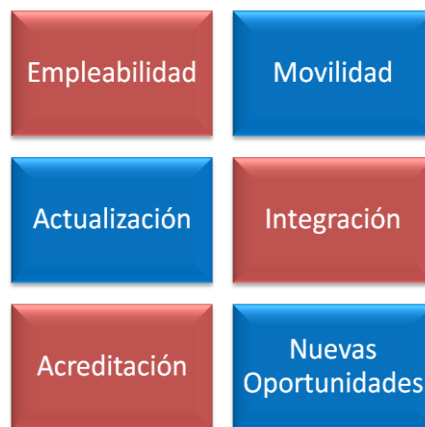 Empleabilidad
Movilidad
Actualización
Integración
Acreditación
Nuevas
Oportunidades